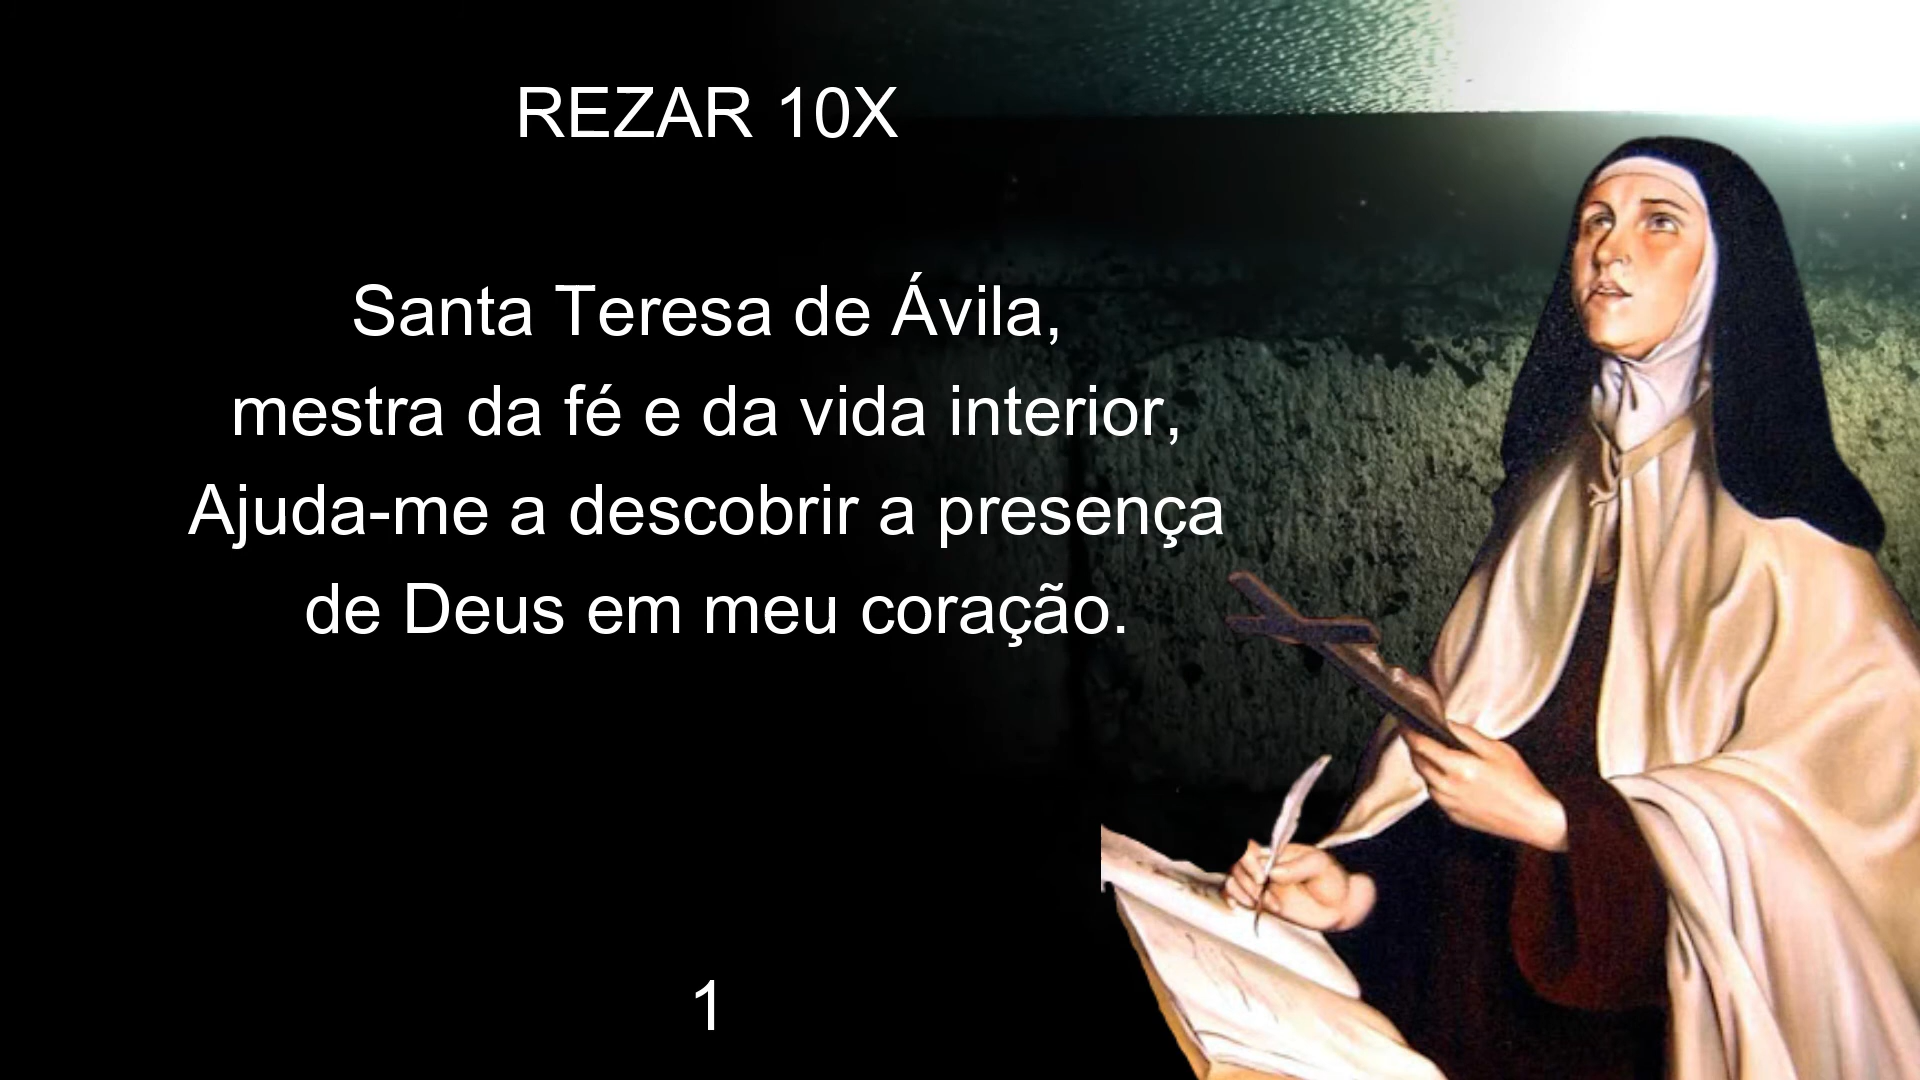 REZAR 10X
Santa Teresa de Ávila,
mestra da fé e da vida interior,
Ajuda-me a descobrir a presença
de Deus em meu coração.
1